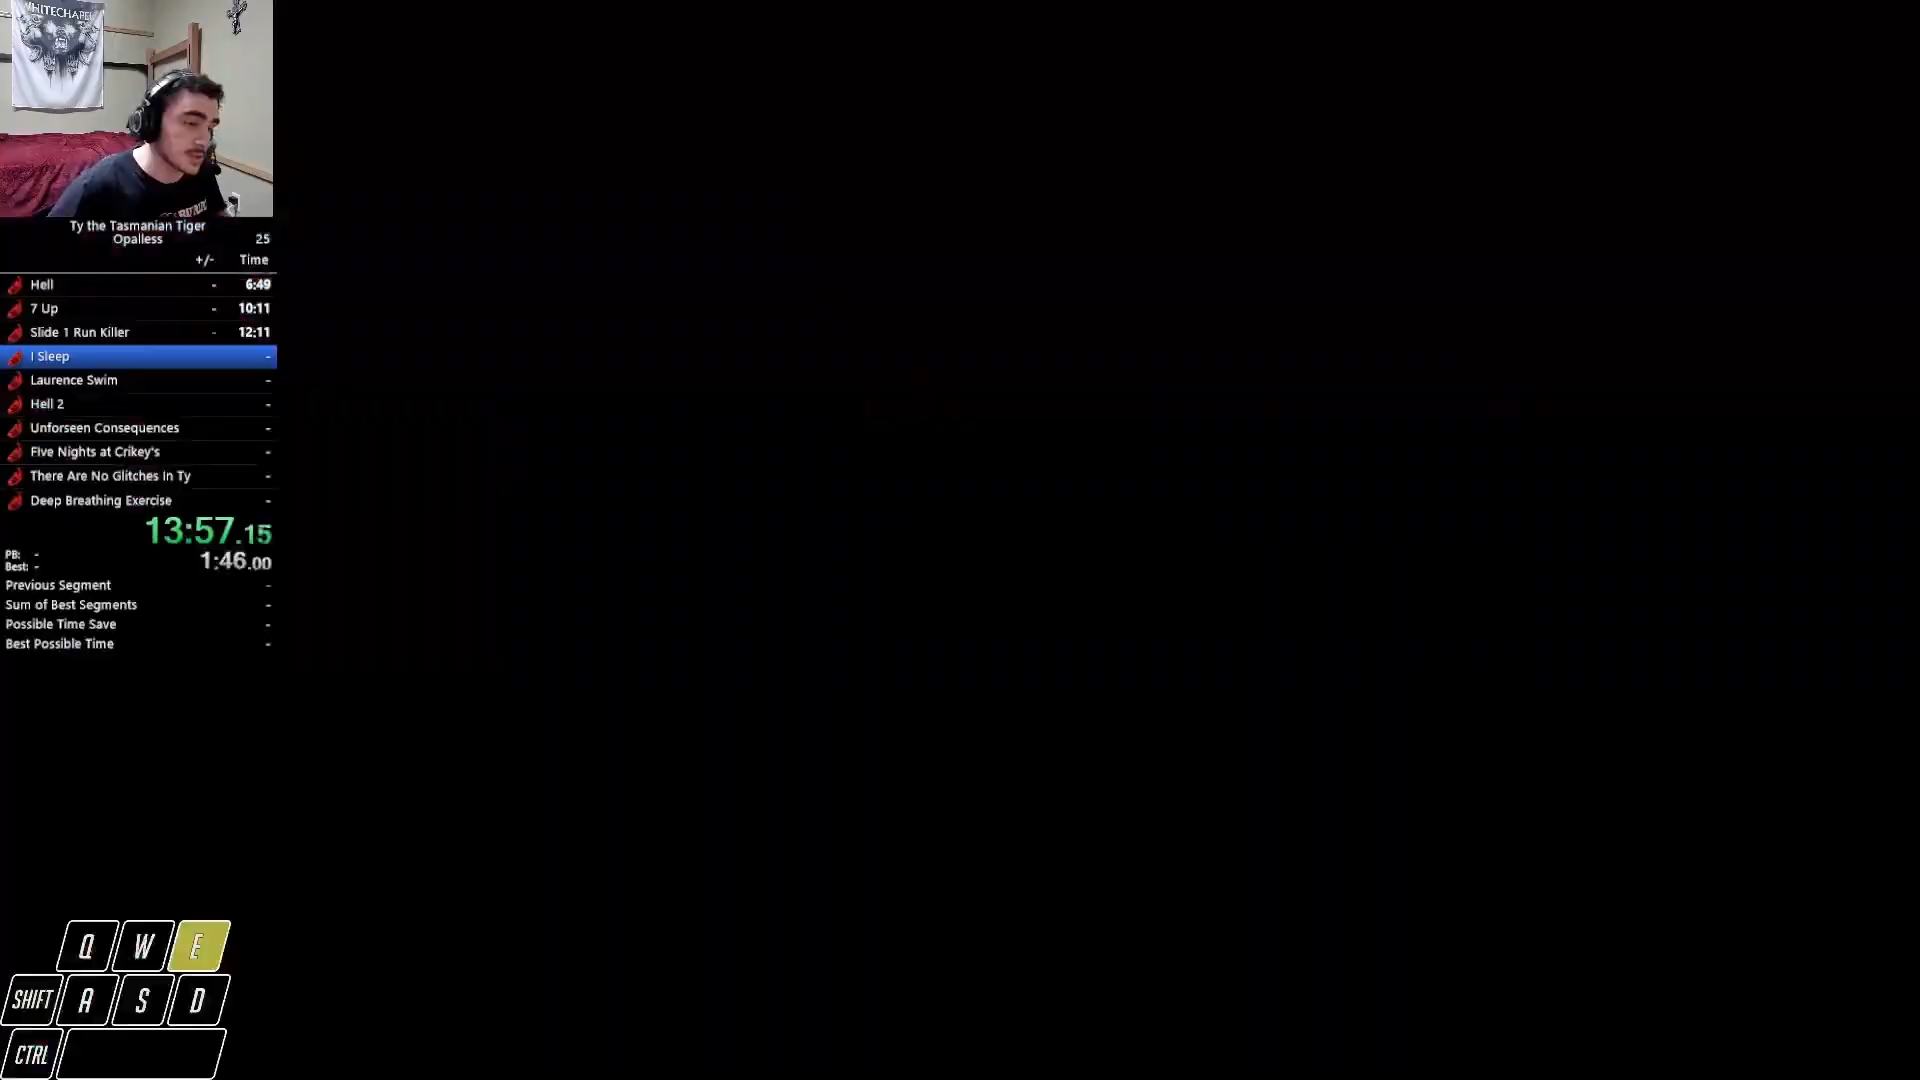 WHITECHAPEL
Ty the Tasmanian Tiger
Opalless 25
+/- Time
Hell - 6:49
7 Up - 10:11
Slide 1 Run Killer - 12:11
I Sleep -
Laurence Swim -
Hell 2 -
Unforseen Consequences -
Five Nights at Crikey's -
There Are No Glitches In Ty -
Deep Breathing Exercise -
13:57.15
PB: - 1:46.00
Best: -
Previous Segment -
Sum of Best Segments -
Possible Time Save -
Best Possible Time -
Q W E
SHIFT A S D
CTRL